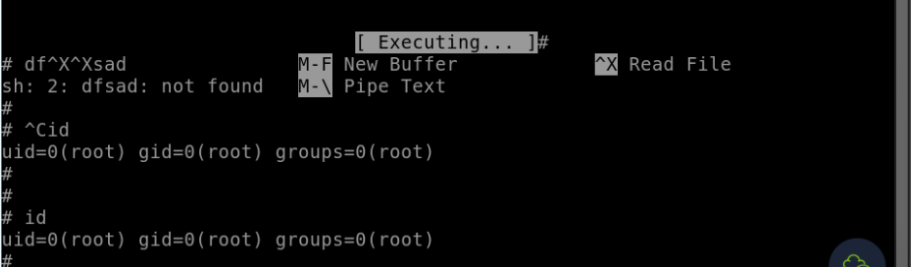 [ Executing... ]#
# df^X^Xsad M-F New Buffer ^X Read File
sh: 2: dfsad: not found M-\ Pipe Text
#
# ^Cid
uid=0(root) gid=0(root) groups=0(root)
#
#
# id
uid=0(root) gid=0(root) groups=0(root)
#